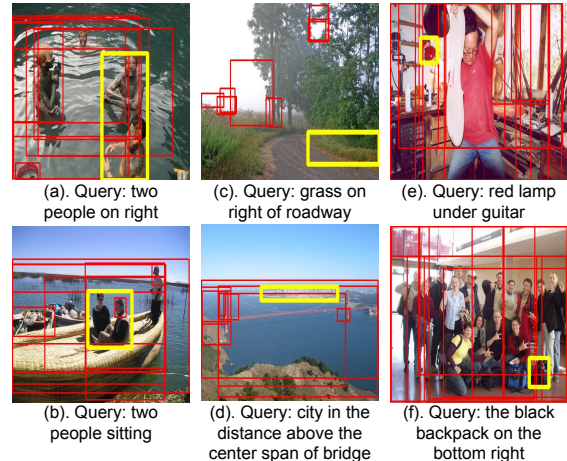 (a). Query: two
people on right
(c). Query: grass on
right of roadway
(e). Query: red lamp
under guitar
(b). Query: two
people sitting
(d). Query: city in the
distance above the
center span of bridge
(f). Query: the black
backpack on the
bottom right